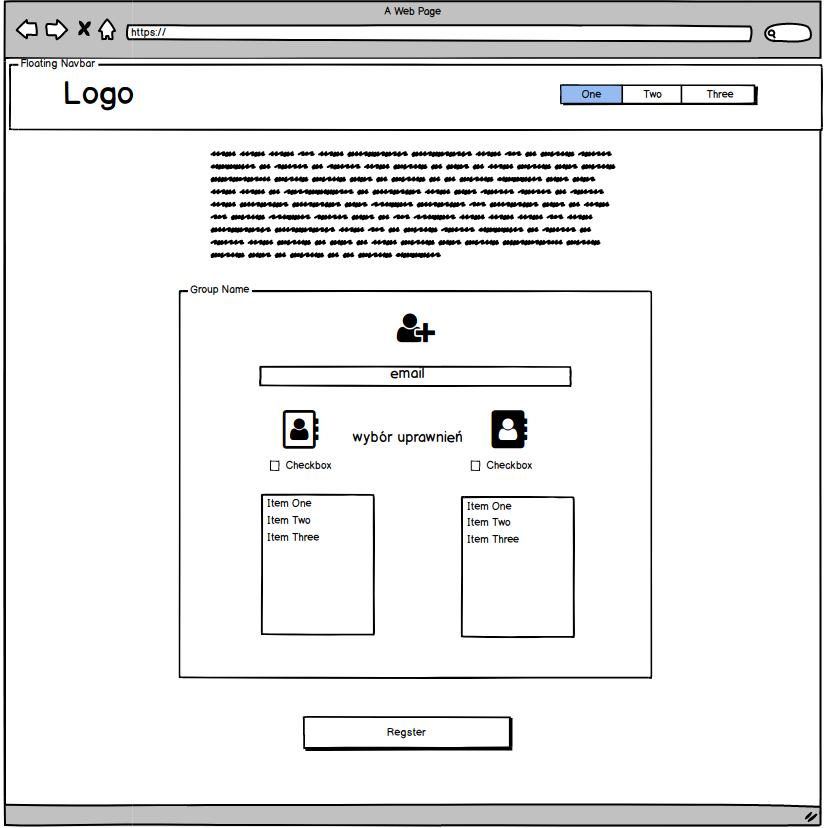 A Web Page
https://
Floating Navbar
Logo
One Two Three
Group Name
email
wybór uprawnień
Checkbox Checkbox
Item One
Item Two
Item Three
Item One
Item Two
Item Three
Regster